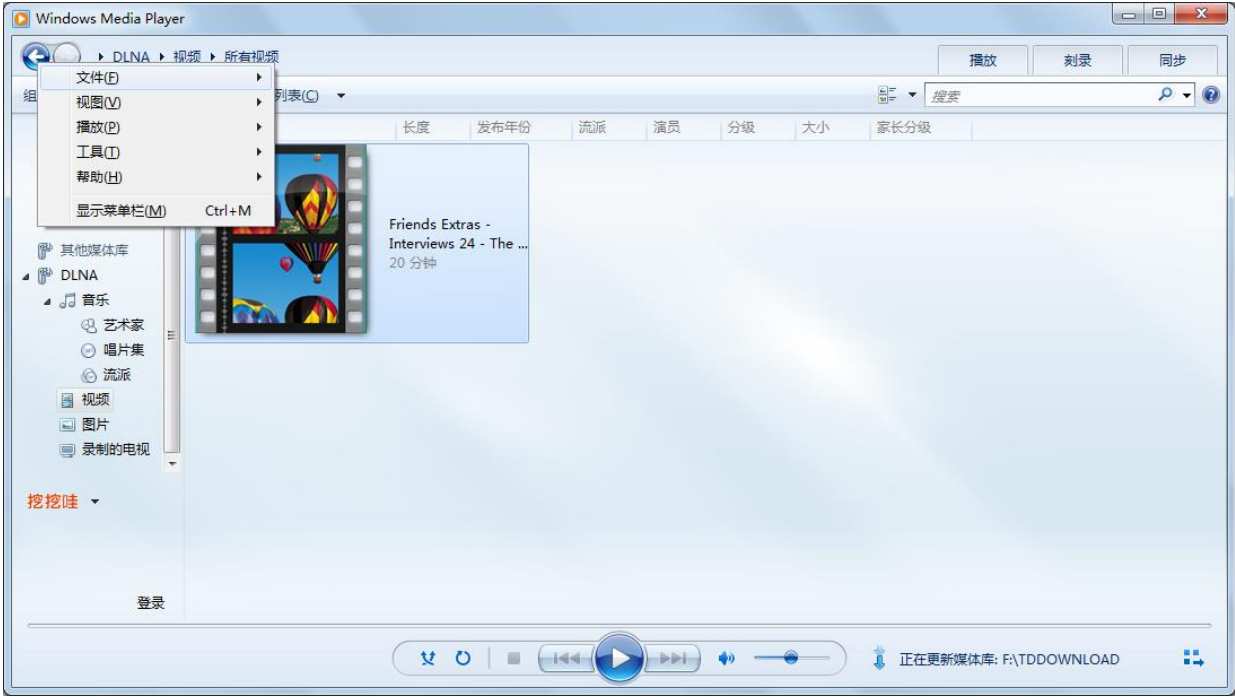 Windows Media Player
DLNA 视频 所有视频
播放 刻录 同步
文件(F)
组 列表(C) 搜索
视图(V)
播放(P)
工具(T)
帮助(H)
显示菜单栏(M) Ctrl+M
长度 发布年份 流派 演员 分级 大小 家长分级
Friends Extras -
Interviews 24 - The ...
20 分钟
其他媒体库
DLNA
音乐
艺术家
唱片集
流派
视频
图片
录制的电视
挖挖哇
登录
正在更新媒体库: F:\TDDOWNLOAD